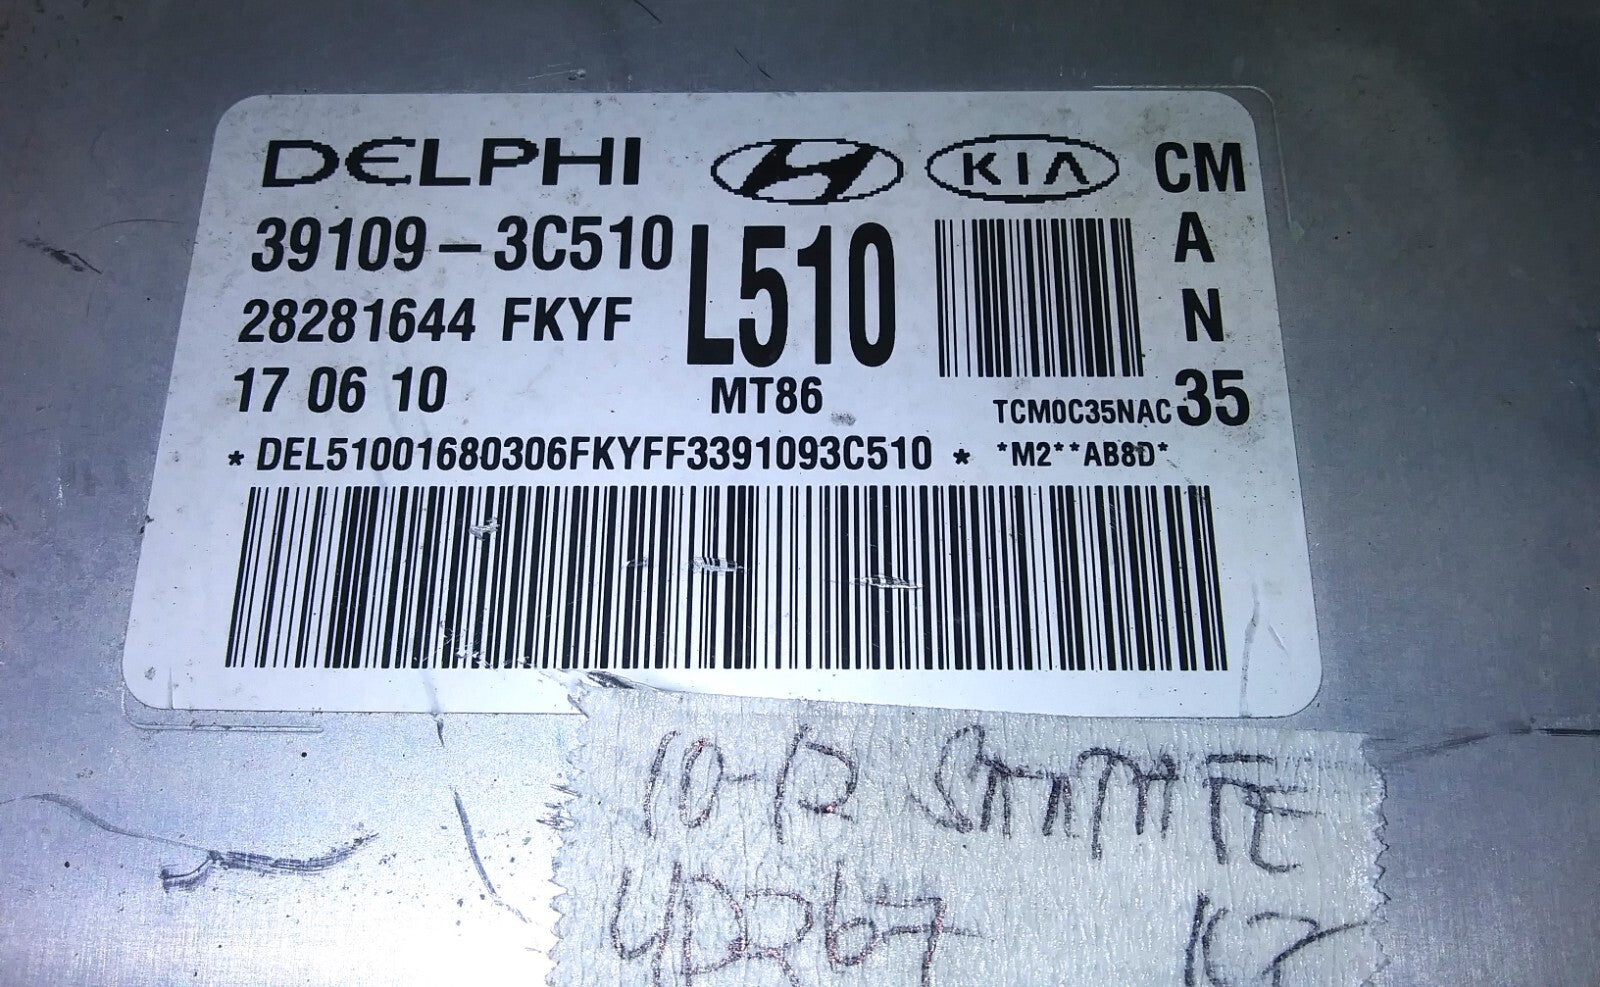 DELPHI KIA CM
39109-3C510 L510 A
28281644 FKYF N
17 06 10 MT86 TCM0C35NAC 35
*DEL51001680306FKYFF3391093C510* *M2**AB8D*
10-12 SANTA FE
4D267